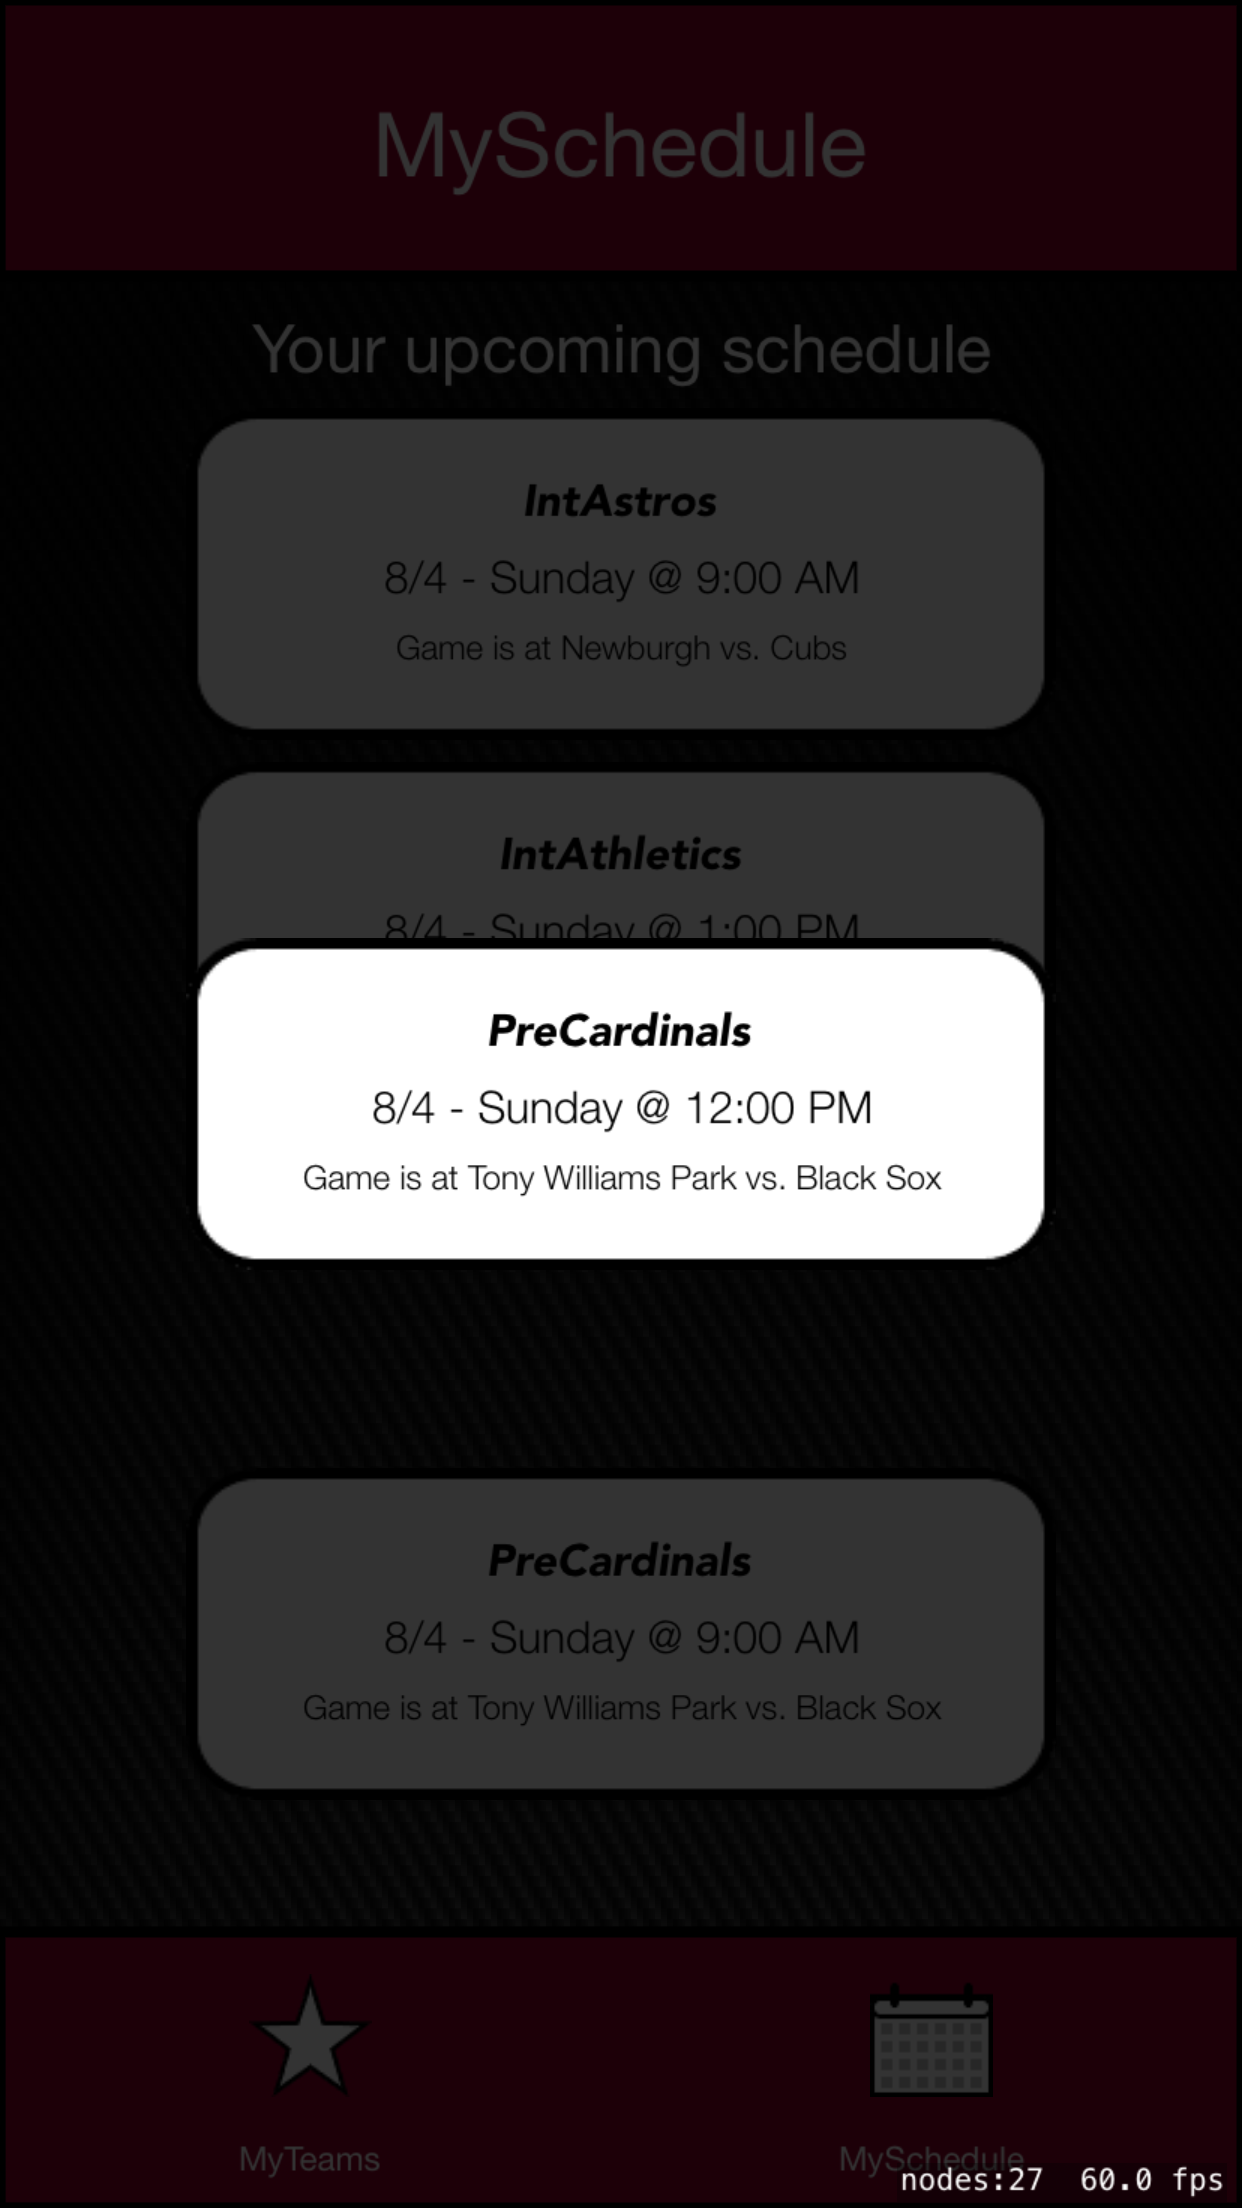 MySchedule
Your upcoming schedule
IntAstros
8/4 - Sunday @ 9:00 AM
Game is at Newburgh vs. Cubs
IntAthletics
8/4 - Sunday @ 1:00 PM
PreCardinals
8/4 - Sunday @ 12:00 PM
Game is at Tony Williams Park vs. Black Sox
PreCardinals
8/4 - Sunday @ 9:00 AM
Game is at Tony Williams Park vs. Black Sox
MyTeams MySchedule
nodes:27 60.0 fps